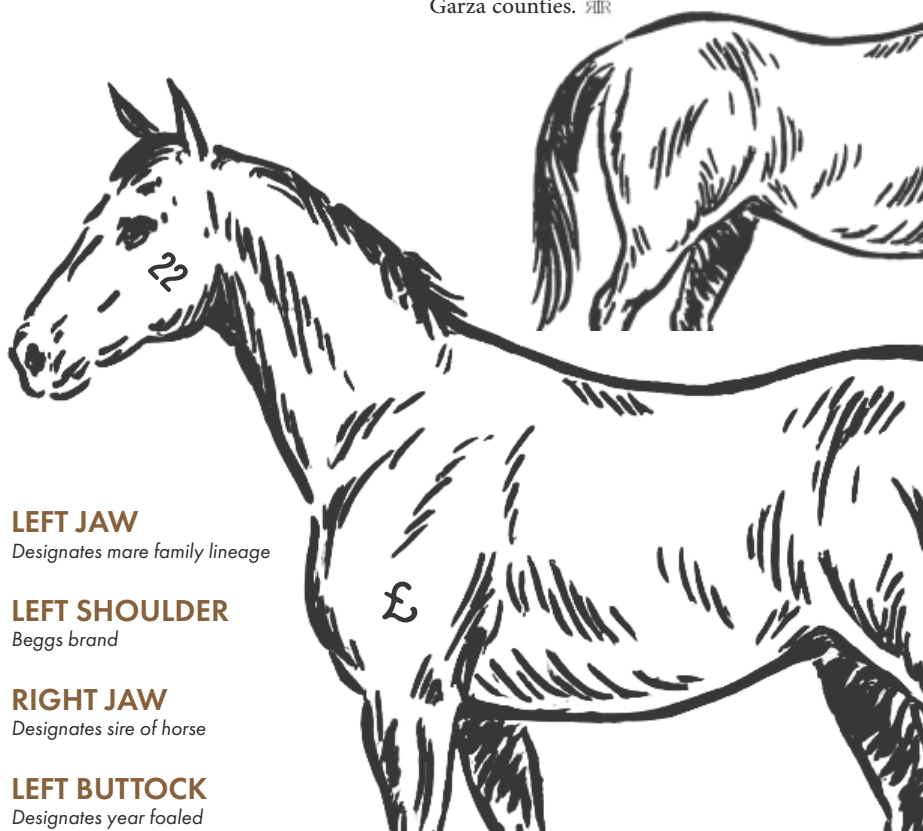 Garza counties.
22
LEFT JAW
Designates mare family lineage
LEFT SHOULDER
Beggs brand
£
RIGHT JAW
Designates sire of horse
LEFT BUTTOCK
Designates year foaled